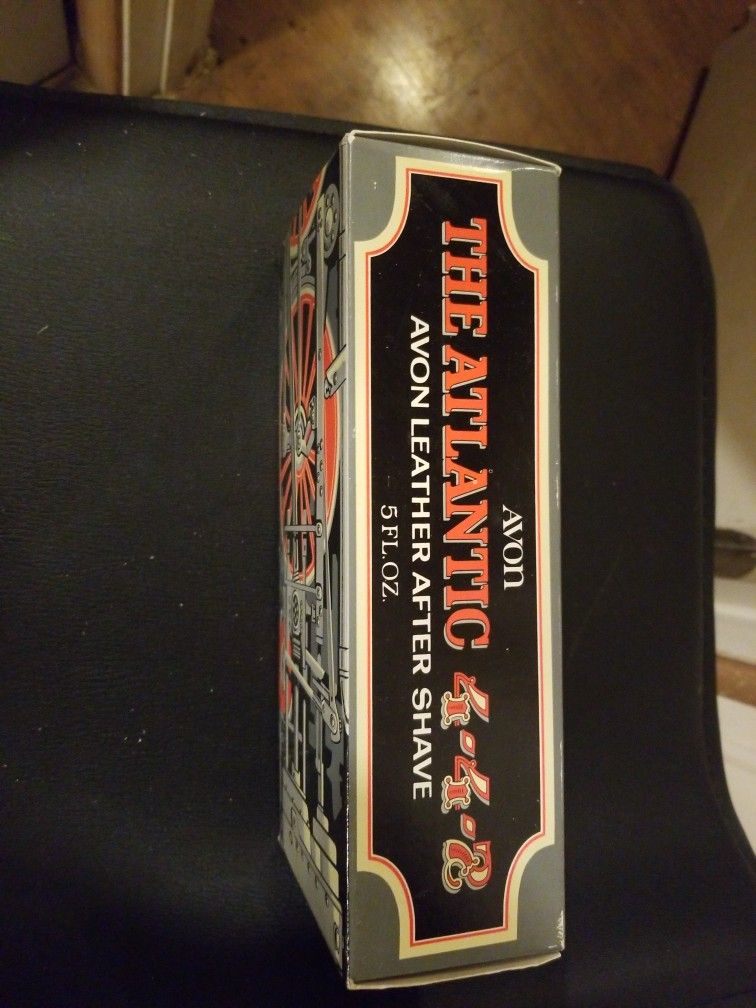 AVON
THE ATLANTIC 4-4-2
AVON LEATHER AFTER SHAVE
5 FL. OZ.